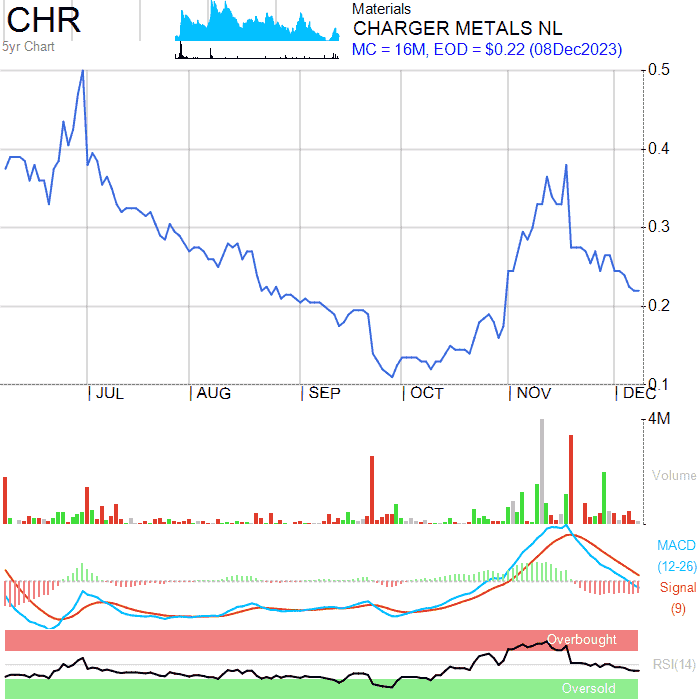 CHR
5yr Chart
Materials
CHARGER METALS NL
MC = 16M, EOD = $0.22 (08Dec2023)
0.5
0.4
0.3
0.2
0.1
JUL AUG SEP OCT NOV DEC
4M
Volume
MACD
(12-26)
Signal
(9)
Overbought
RSI(14)
Oversold